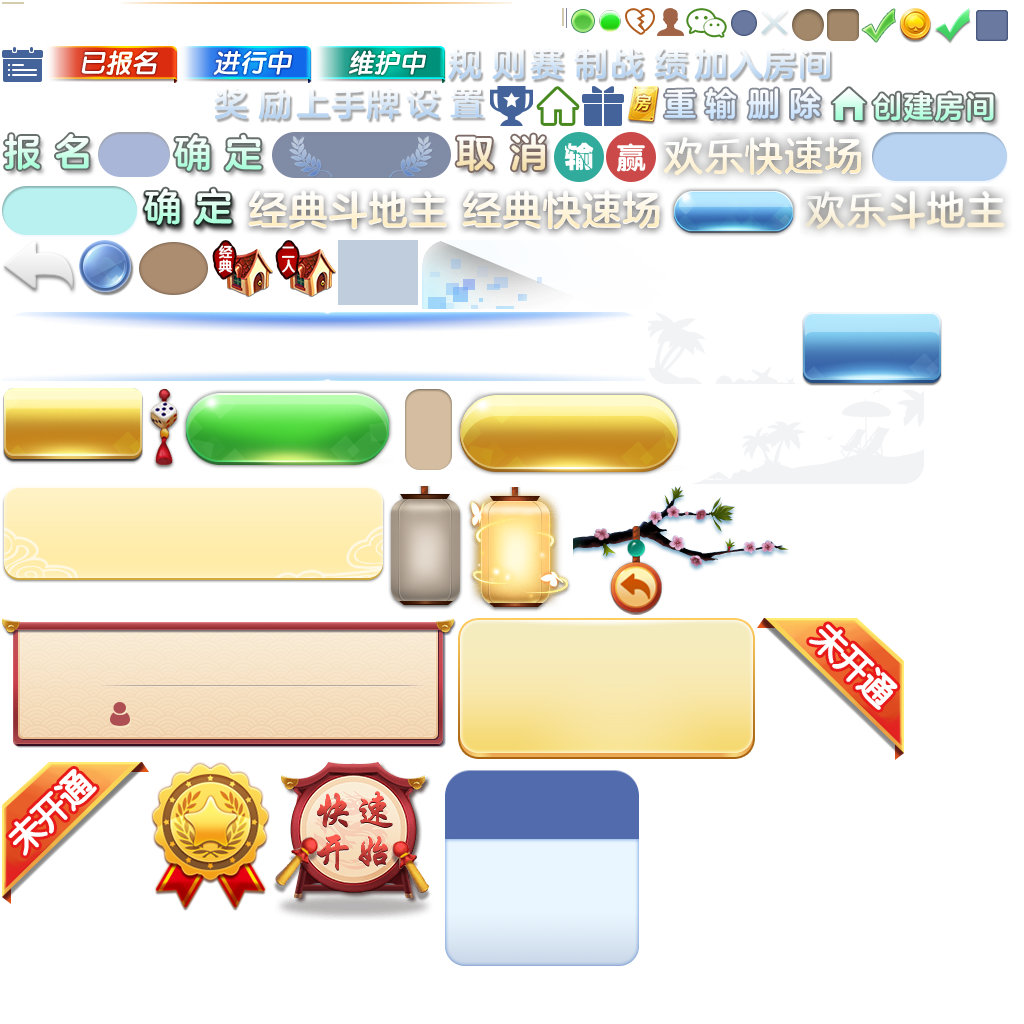 已报名 进行中 维护中 规则赛制战绩加入房间
奖励上手牌设置 房 重输删除 创建房间
报名 确定 取消 输 赢 欢乐快速场
确定 经典斗地主 经典快速场 欢乐斗地主
经典 二人
未开通
未开通
快速
开始